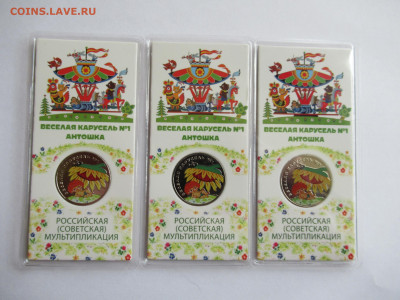 COINS.LAVE.RU
ВЕСЕЛАЯ КАРУСЕЛЬ №1
АНТОШКА
РОССИЙСКАЯ
(СОВЕТСКАЯ)
МУЛЬТИПЛИКАЦИЯ
ВЕСЕЛАЯ КАРУСЕЛЬ №1
АНТОШКА
РОССИЙСКАЯ
(СОВЕТСКАЯ)
МУЛЬТИПЛИКАЦИЯ
ВЕСЕЛАЯ КАРУСЕЛЬ №1
АНТОШКА
РОССИЙСКАЯ
(СОВЕТСКАЯ)
МУЛЬТИПЛИКАЦИЯ